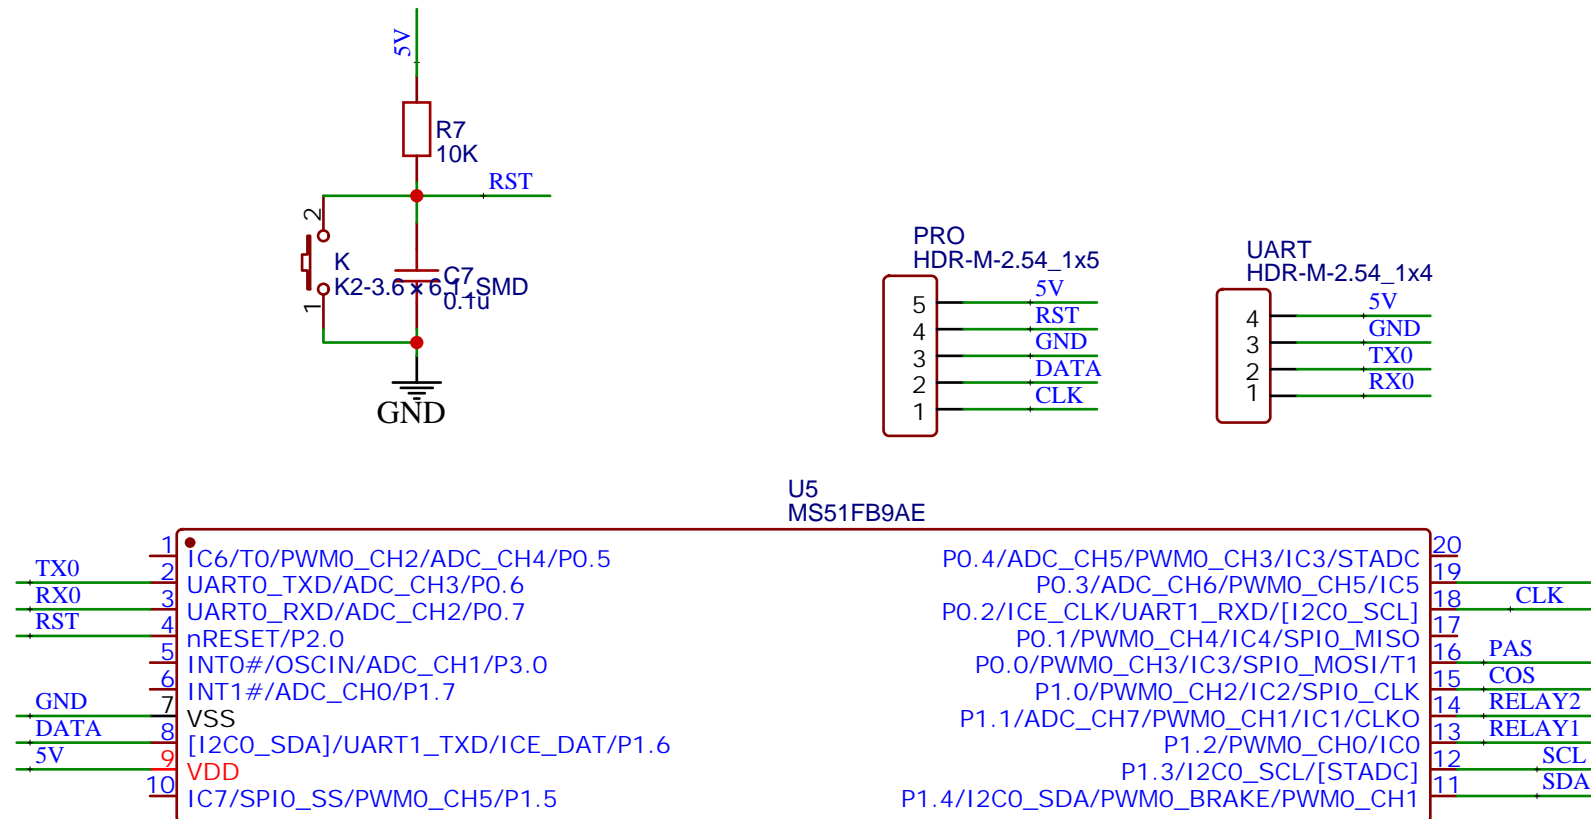 5V
R7
10K
RST
2
K
K2-3.6×6.1_SMD
C7
0.1u
1
GND
PRO
HDR-M-2.54_1x5
5 5V
4 RST
3 GND
2 DATA
1 CLK
UART
HDR-M-2.54_1x4
4 5V
3 GND
2 TX0
1 RX0
U5
MS51FB9AE
1 IC6/T0/PWM0_CH2/ADC_CH4/P0.5
TX0 2 UART0_TXD/ADC_CH3/P0.6
RX0 3 UART0_RXD/ADC_CH2/P0.7
RST 4 nRESET/P2.0
5 INT0#/OSCIN/ADC_CH1/P3.0
6 INT1#/ADC_CH0/P1.7
GND 7 VSS
DATA 8 [I2C0_SDA]/UART1_TXD/ICE_DAT/P1.6
5V 9 VDD
10 IC7/SPI0_SS/PWM0_CH5/P1.5
P0.4/ADC_CH5/PWM0_CH3/IC3/STADC 20
P0.3/ADC_CH6/PWM0_CH5/IC5 19
P0.2/ICE_CLK/UART1_RXD/[I2C0_SCL] 18 CLK
P0.1/PWM0_CH4/IC4/SPI0_MISO 17
P0.0/PWM0_CH3/IC3/SPI0_MOSI/T1 16 PAS
P1.0/PWM0_CH2/IC2/SPI0_CLK 15 COS
P1.1/ADC_CH7/PWM0_CH1/IC1/CLKO 14 RELAY2
P1.2/PWM0_CH0/IC0 13 RELAY1
P1.3/I2C0_SCL/[STADC] 12 SCL
P1.4/I2C0_SDA/PWM0_BRAKE/PWM0_CH1 11 SDA